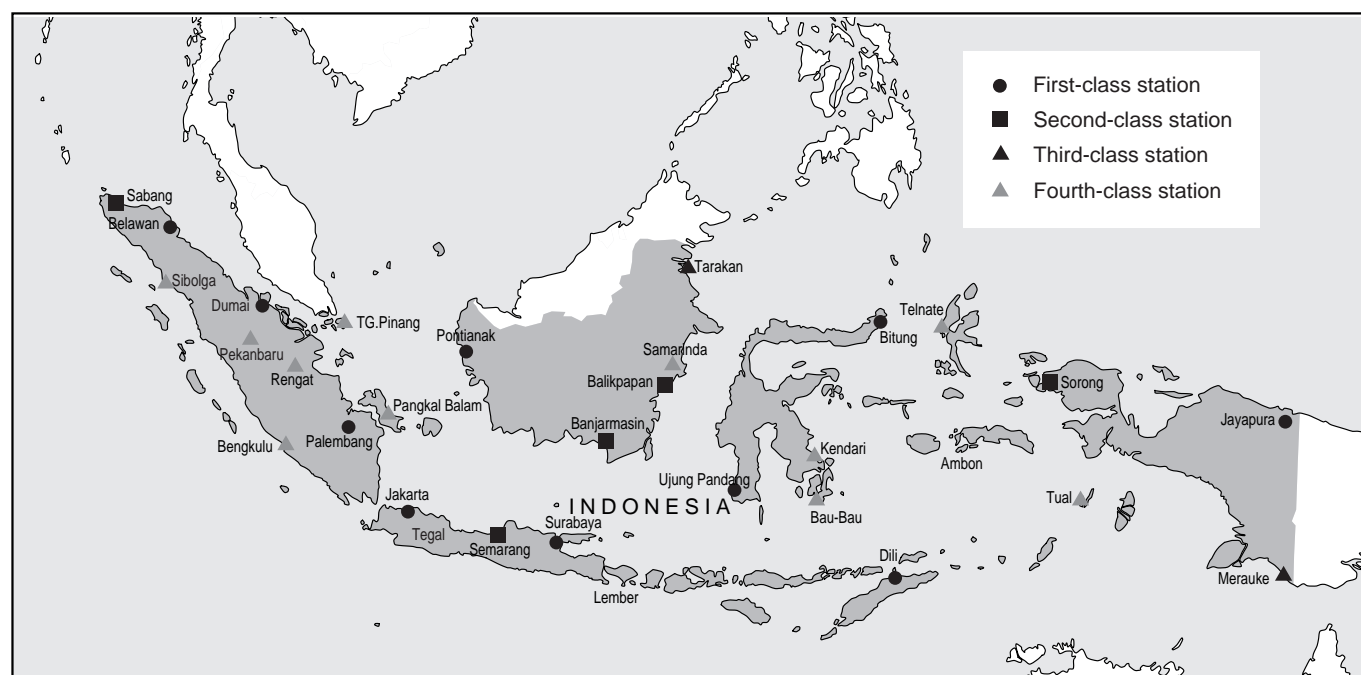 First-class station
Second-class station
Third-class station
Fourth-class station
Sabang
Belawan
Sibolga
Dumai
TG.Pinang
Pekanbaru
Rengat
Pangkal Balam
Palembang
Bengkulu
Jakarta
Tegal
Semarang
Surabaya
Lember
INDONESIA
Pontianak
Tarakan
Samarinda
Balikpapan
Banjarmasin
Ujung Pandang
Kendari
Bau-Bau
Bitung
Telnate
Ambon
Sorong
Jayapura
Tual
Dili
Merauke